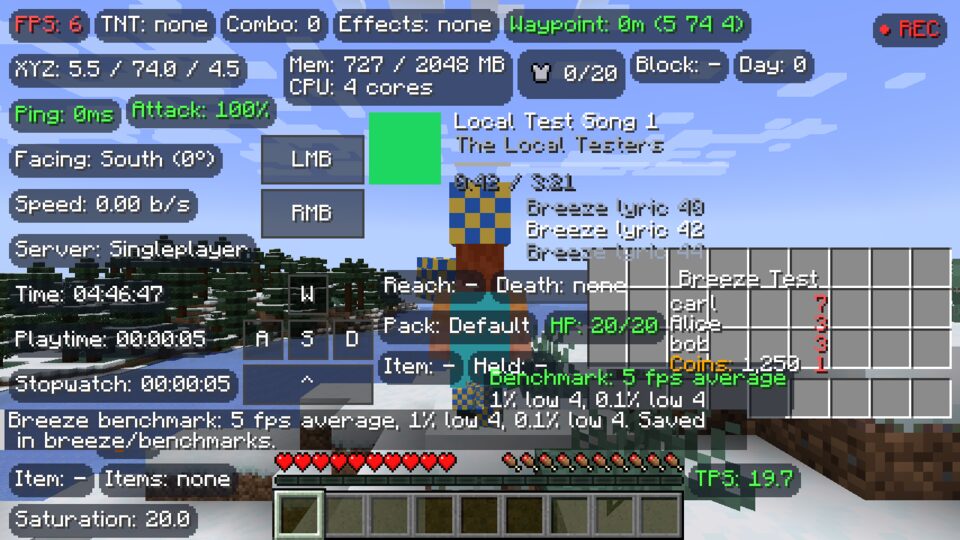 FPS: 6 TNT: none Combo: 0 Effects: none Waypoint: 0m (5 74 4) REC
XYZ: 5.5 / 74.0 / 4.5 Mem: 727 / 2048 MB 0/20 Block: - Day: 0
CPU: 4 cores
Ping: 0ms Attack: 100%
Local Test Song 1
The Local Testers
Facing: South (0°) LMB
0:42 / 3:21
Speed: 0.00 b/s RMB
Breeze lyric 40
Breeze lyric 42
Breeze lyric 44
Server: Singleplayer
Breeze Test
Time: 04:46:47 W Reach: - Death: none
carl 7
Alice 3
Playtime: 00:00:05 A S D Pack: Default HP: 20/20
bob 3
Coins: 1,250 1
Stopwatch: 00:00:05 ^ Item: - Held: -
Benchmark: 5 fps average
1% low 4, 0.1% low 4
Breeze benchmark: 5 fps average, 1% low 4, 0.1% low 4. Saved
in breeze/benchmarks.
Item: - Items: none TPS: 19.7
Saturation: 20.0